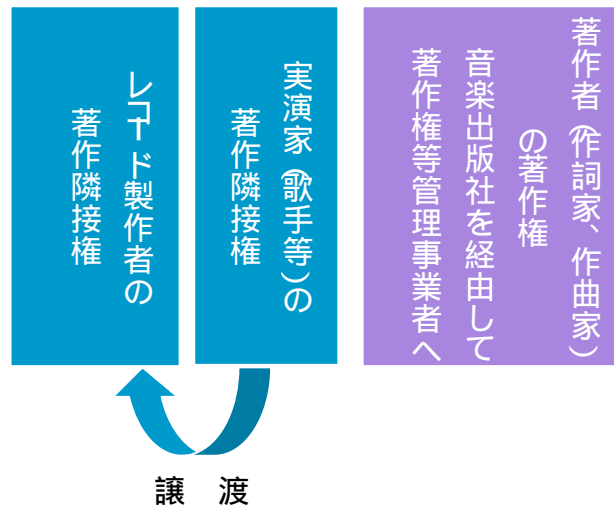 著作者(作詞家、作曲家)
の著作権
音楽出版社を経由して
著作権等管理事業者へ
実演家(歌手等)の
著作隣接権
レコード製作者の
著作隣接権
譲 渡